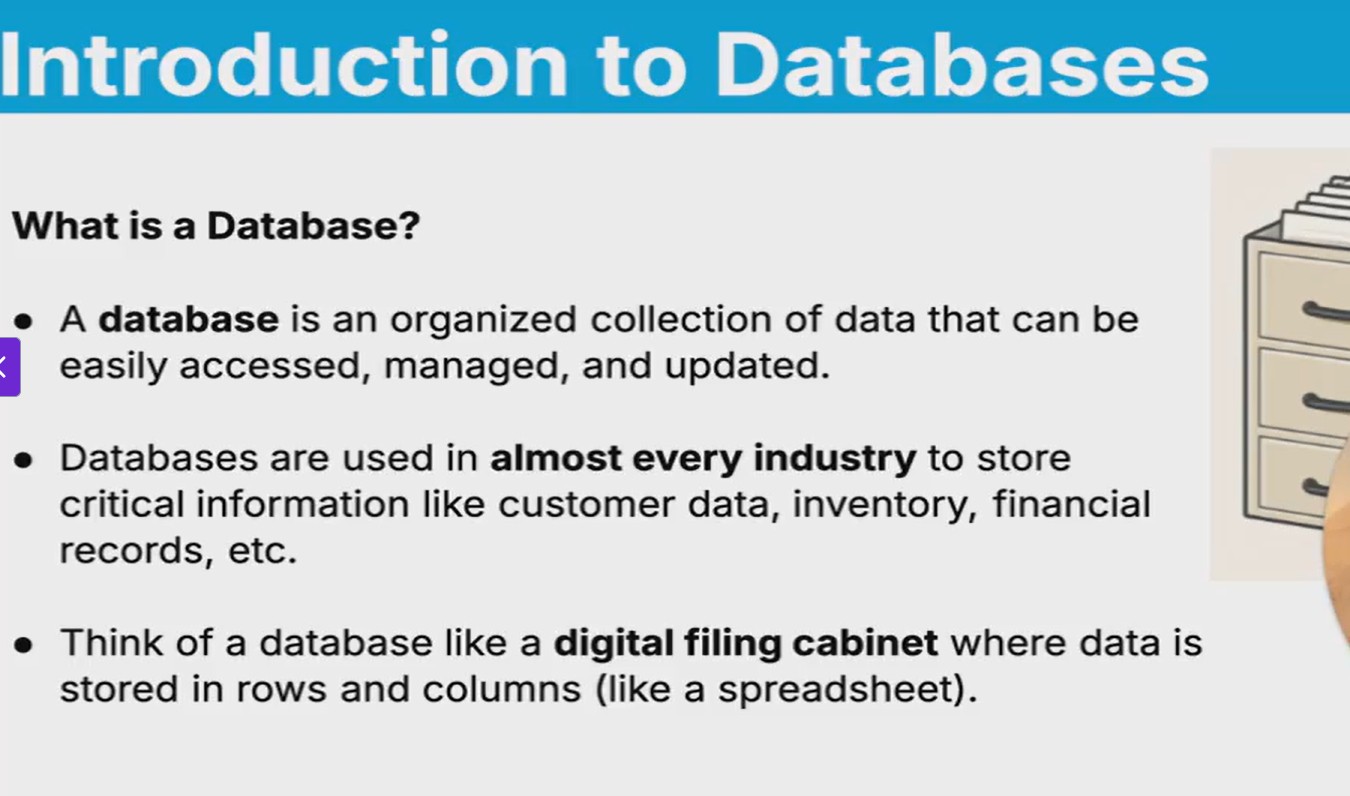 Introduction to Databases
What is a Database?
● A database is an organized collection of data that can be
easily accessed, managed, and updated.
● Databases are used in almost every industry to store
critical information like customer data, inventory, financial
records, etc.
● Think of a database like a digital filing cabinet where data is
stored in rows and columns (like a spreadsheet).